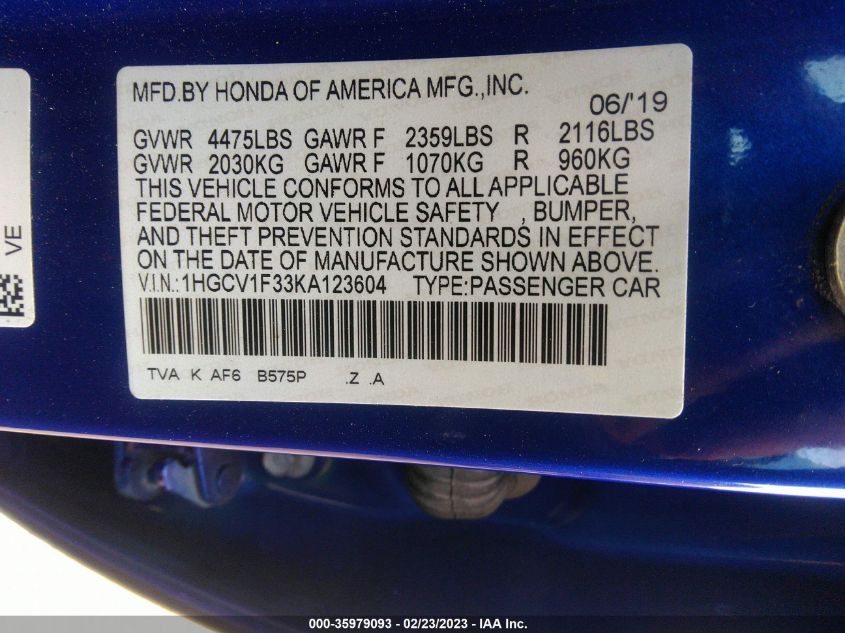 MFD.BY HONDA OF AMERICA MFG.,INC.
06/'19
GVWR 4475LBS GAWR F 2359LBS R 2116LBS
GVWR 2030KG GAWR F 1070KG R 960KG
THIS VEHICLE CONFORMS TO ALL APPLICABLE
FEDERAL MOTOR VEHICLE SAFETY , BUMPER,
AND THEFT PREVENTION STANDARDS IN EFFECT
ON THE DATE OF MANUFACTURE SHOWN ABOVE.
V.I.N.:1HGCV1F33KA123604 TYPE:PASSENGER CAR
TVA K AF6 B575P .Z .A
VE
000-35979093 - 02/23/2023 - IAA Inc.